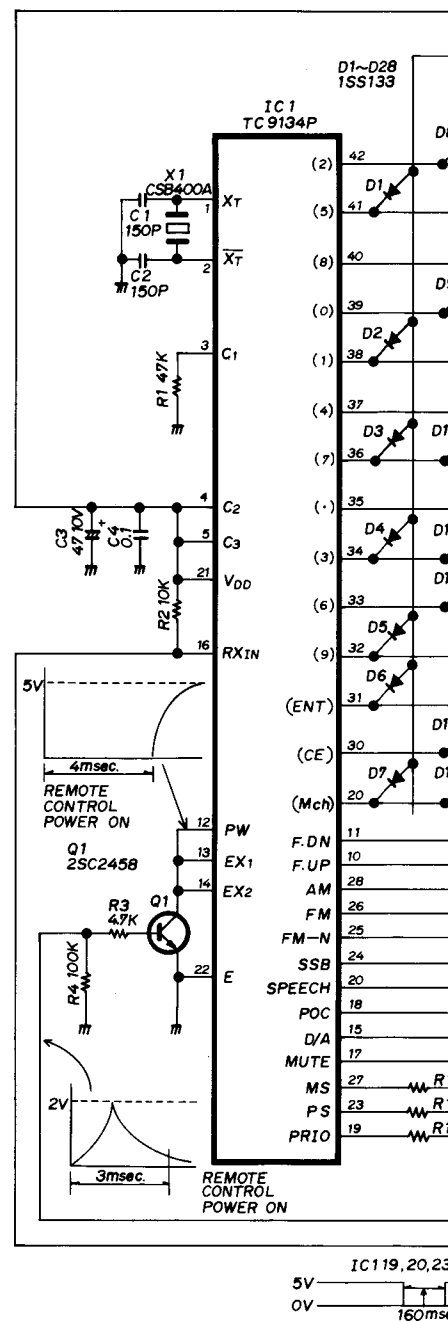 D1~D28
1SS133
IC1
TC9134P
X1
CSB400A
C1
150P
C2
150P
1
XT
2
XT
3
C1
R1 47K
4
C2
5
C3
21
VDD
C3
47 10V
+
C4
0.1
R2 10K
16
RXIN
5V
4msec.
REMOTE
CONTROL
POWER ON
Q1
2SC2458
12
PW
13
EX1
14
EX2
R3
4.7K
Q1
R4 100K
22
E
2V
3msec.
REMOTE
CONTROL
POWER ON
(2)
42
(5)
41
D1
(8)
40
(0)
39
D2
(1)
38
(4)
37
D3
(7)
36
(·)
35
D4
(3)
34
(6)
33
D5
(9)
32
D6
(ENT)
31
(CE)
30
D7
(Mch)
20
F.DN
11
F.UP
10
AM
28
FM
26
FM-N
25
SSB
24
SPEECH
20
POC
18
D/A
15
MUTE
17
MS
27
PS
23
PRIO
19
IC119,20,23
5V
0V